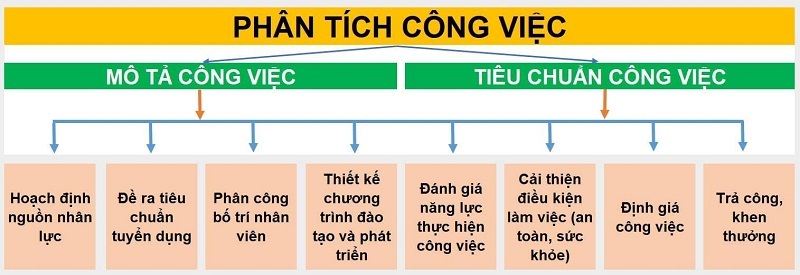 PHÂN TÍCH CÔNG VIỆC
MÔ TẢ CÔNG VIỆC
TIÊU CHUẨN CÔNG VIỆC
Hoạch định
nguồn nhân
lực
Đề ra tiêu
chuẩn
tuyển dụng
Phân công
bố trí nhân
viên
Thiết kế
chương
trình đào
tạo và phát
triển
Đánh giá
năng lực
thực hiện
công việc
Cải thiện
điều kiện
làm việc (an
toàn, sức
khỏe)
Định giá
công việc
Trả công,
khen
thưởng